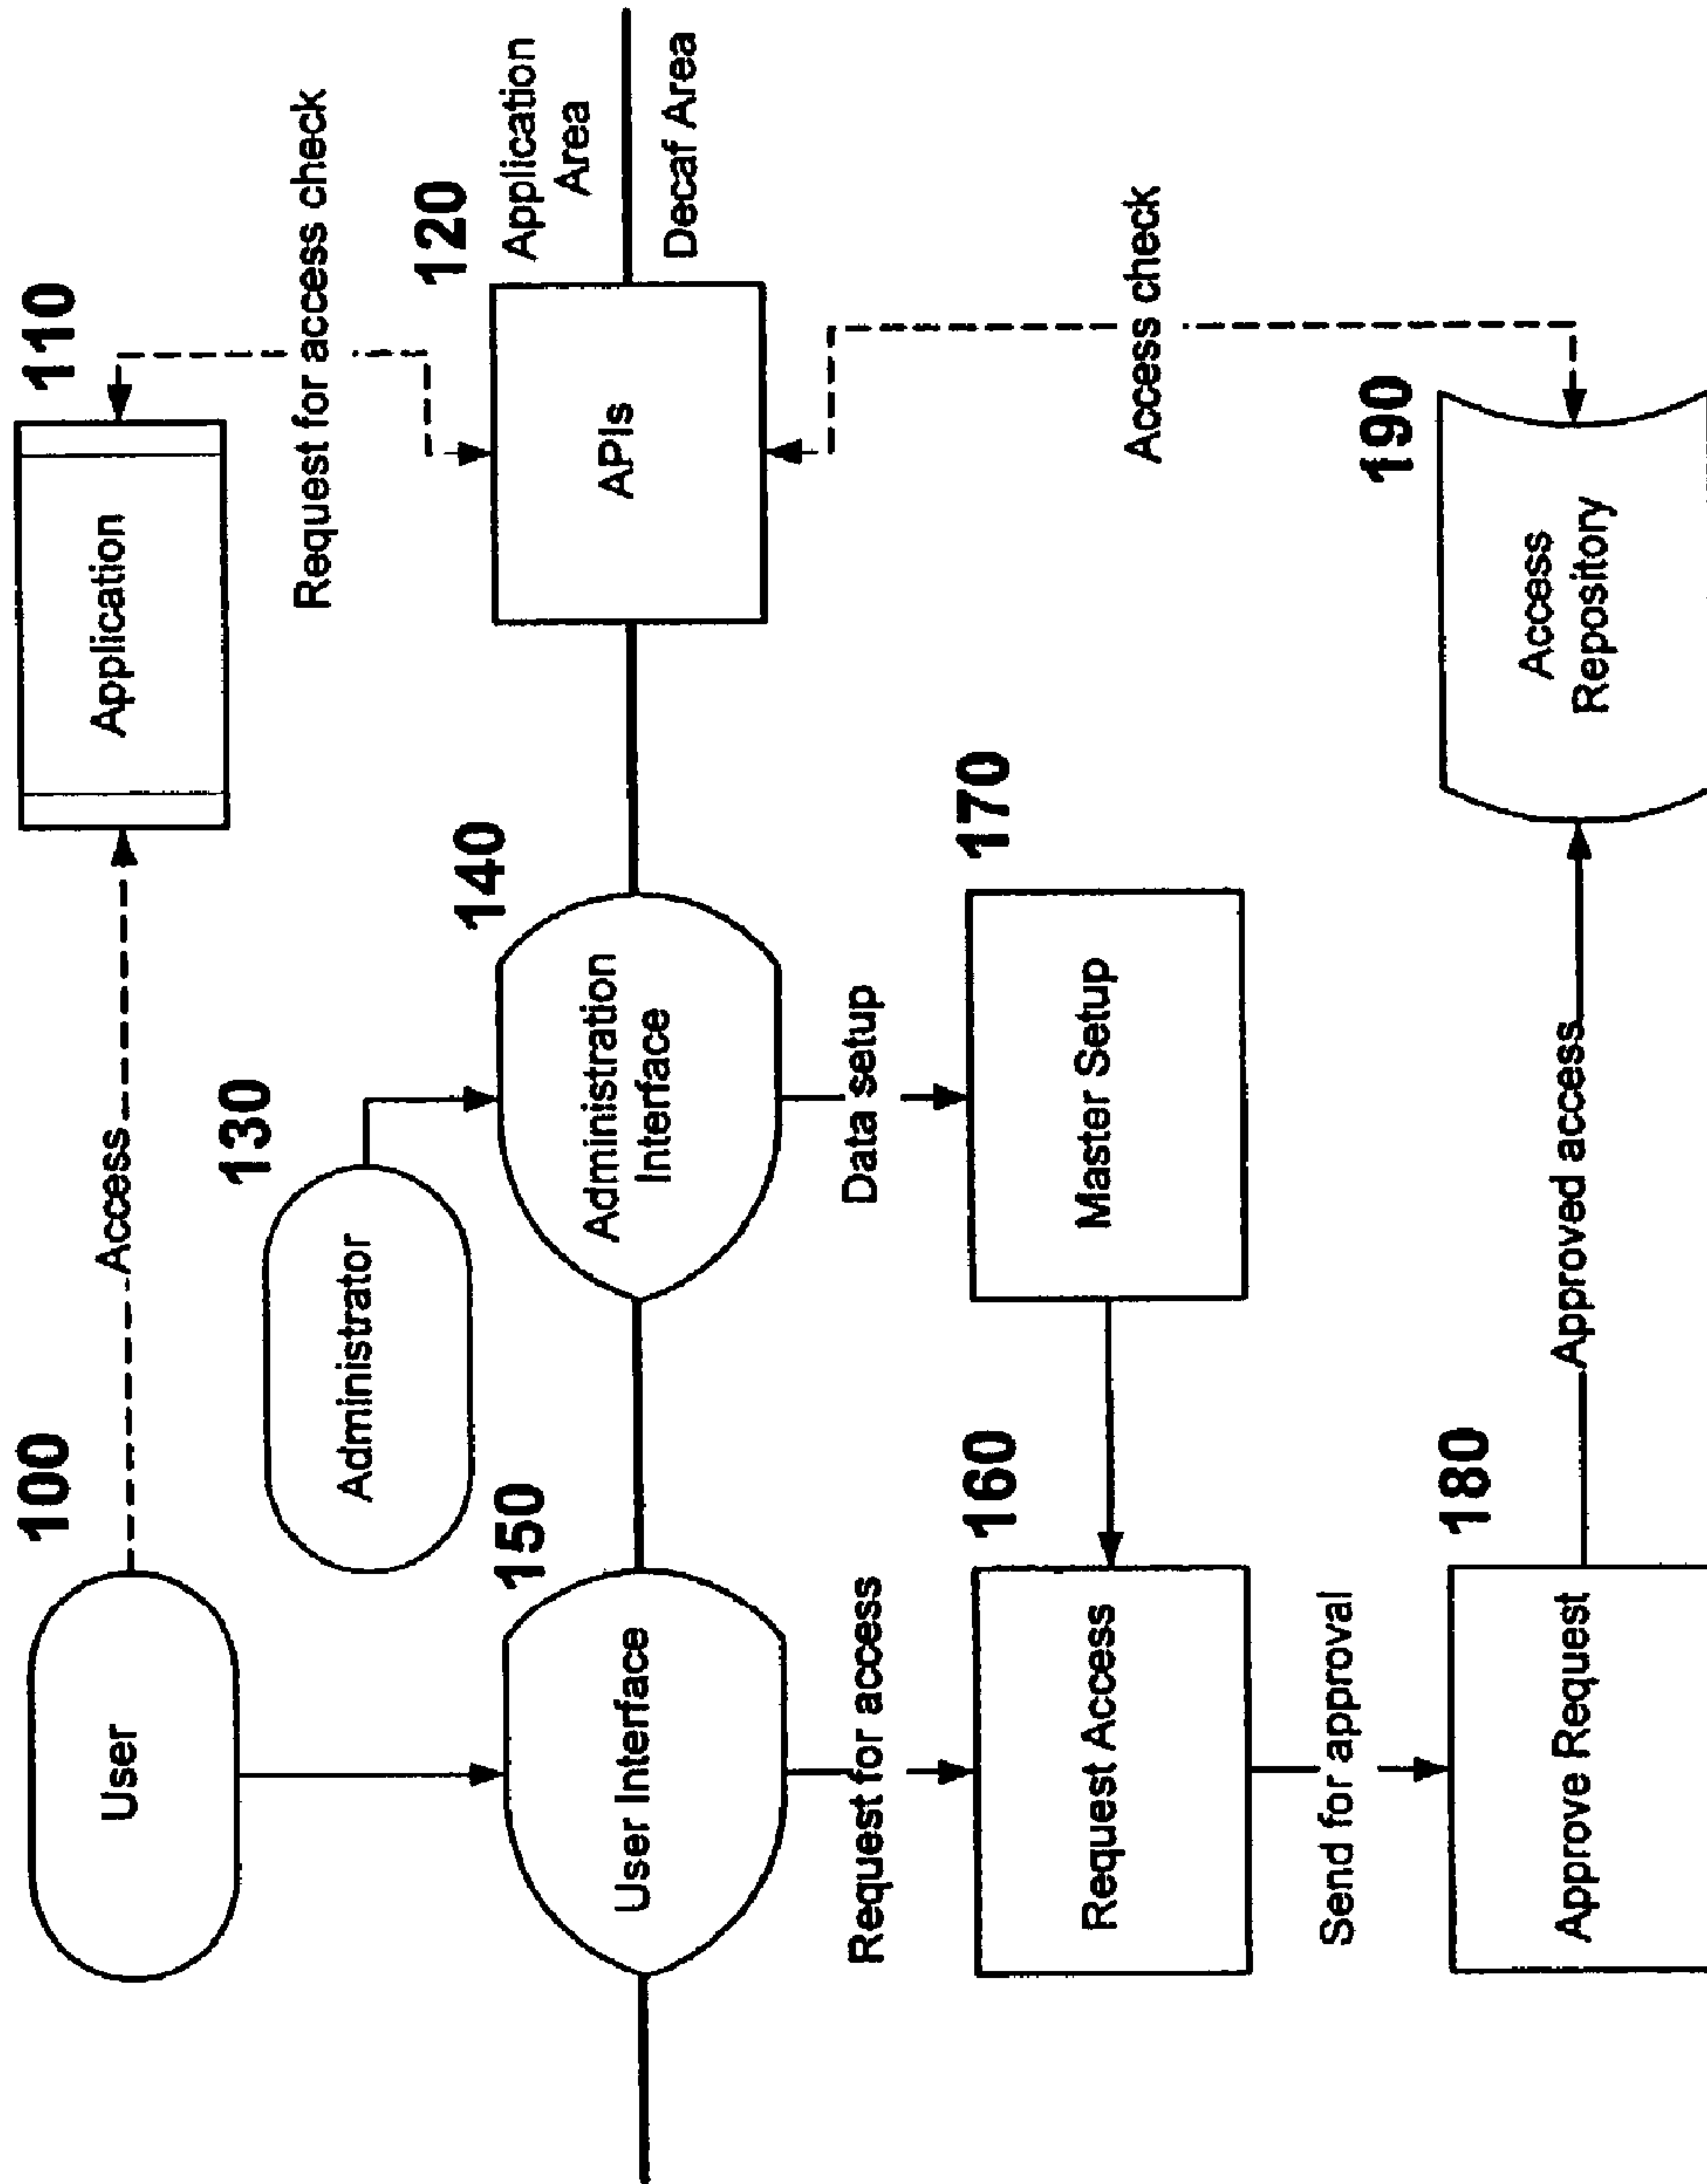 100
User
Access
110
Application
130
Administrator
Request for access check
150
User Interface
140
Administration
Interface
120
APIs
Application
Area
Decaf Area
Request for access
Data setup
160
Request Access
170
Master Setup
Access check
Send for approval
180
Approve Request
Approved access
190
Access
Repository